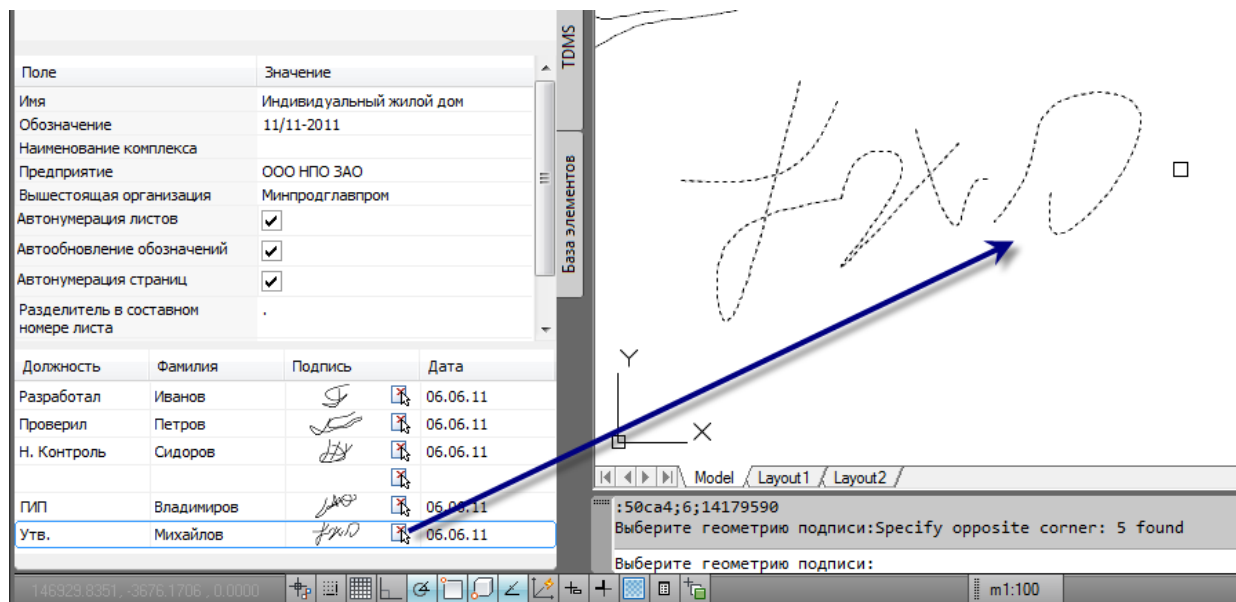 Поле Значение
Имя Индивидуальный жилой дом
Обозначение 11/11-2011
Наименование комплекса
Предприятие ООО НПО ЗАО
Вышестоящая организация Минпродглавпром
Автонумерация листов
Автообновление обозначений
Автонумерация страниц
Разделитель в составном
номере листа .
Должность Фамилия Подпись Дата
Разработал Иванов 06.06.11
Проверил Петров 06.06.11
Н. Контроль Сидоров 06.06.11
ГИП Владимиров 06.06.11
Утв. Михайлов 06.06.11
TDMS
База элементов
Y
X
Model Layout1 Layout2
:50ca4;6;14179590
Выберите геометрию подписи:Specify opposite corner: 5 found
Выберите геометрию подписи:
146929.8351, -3676.1706 , 0.0000
m1:100